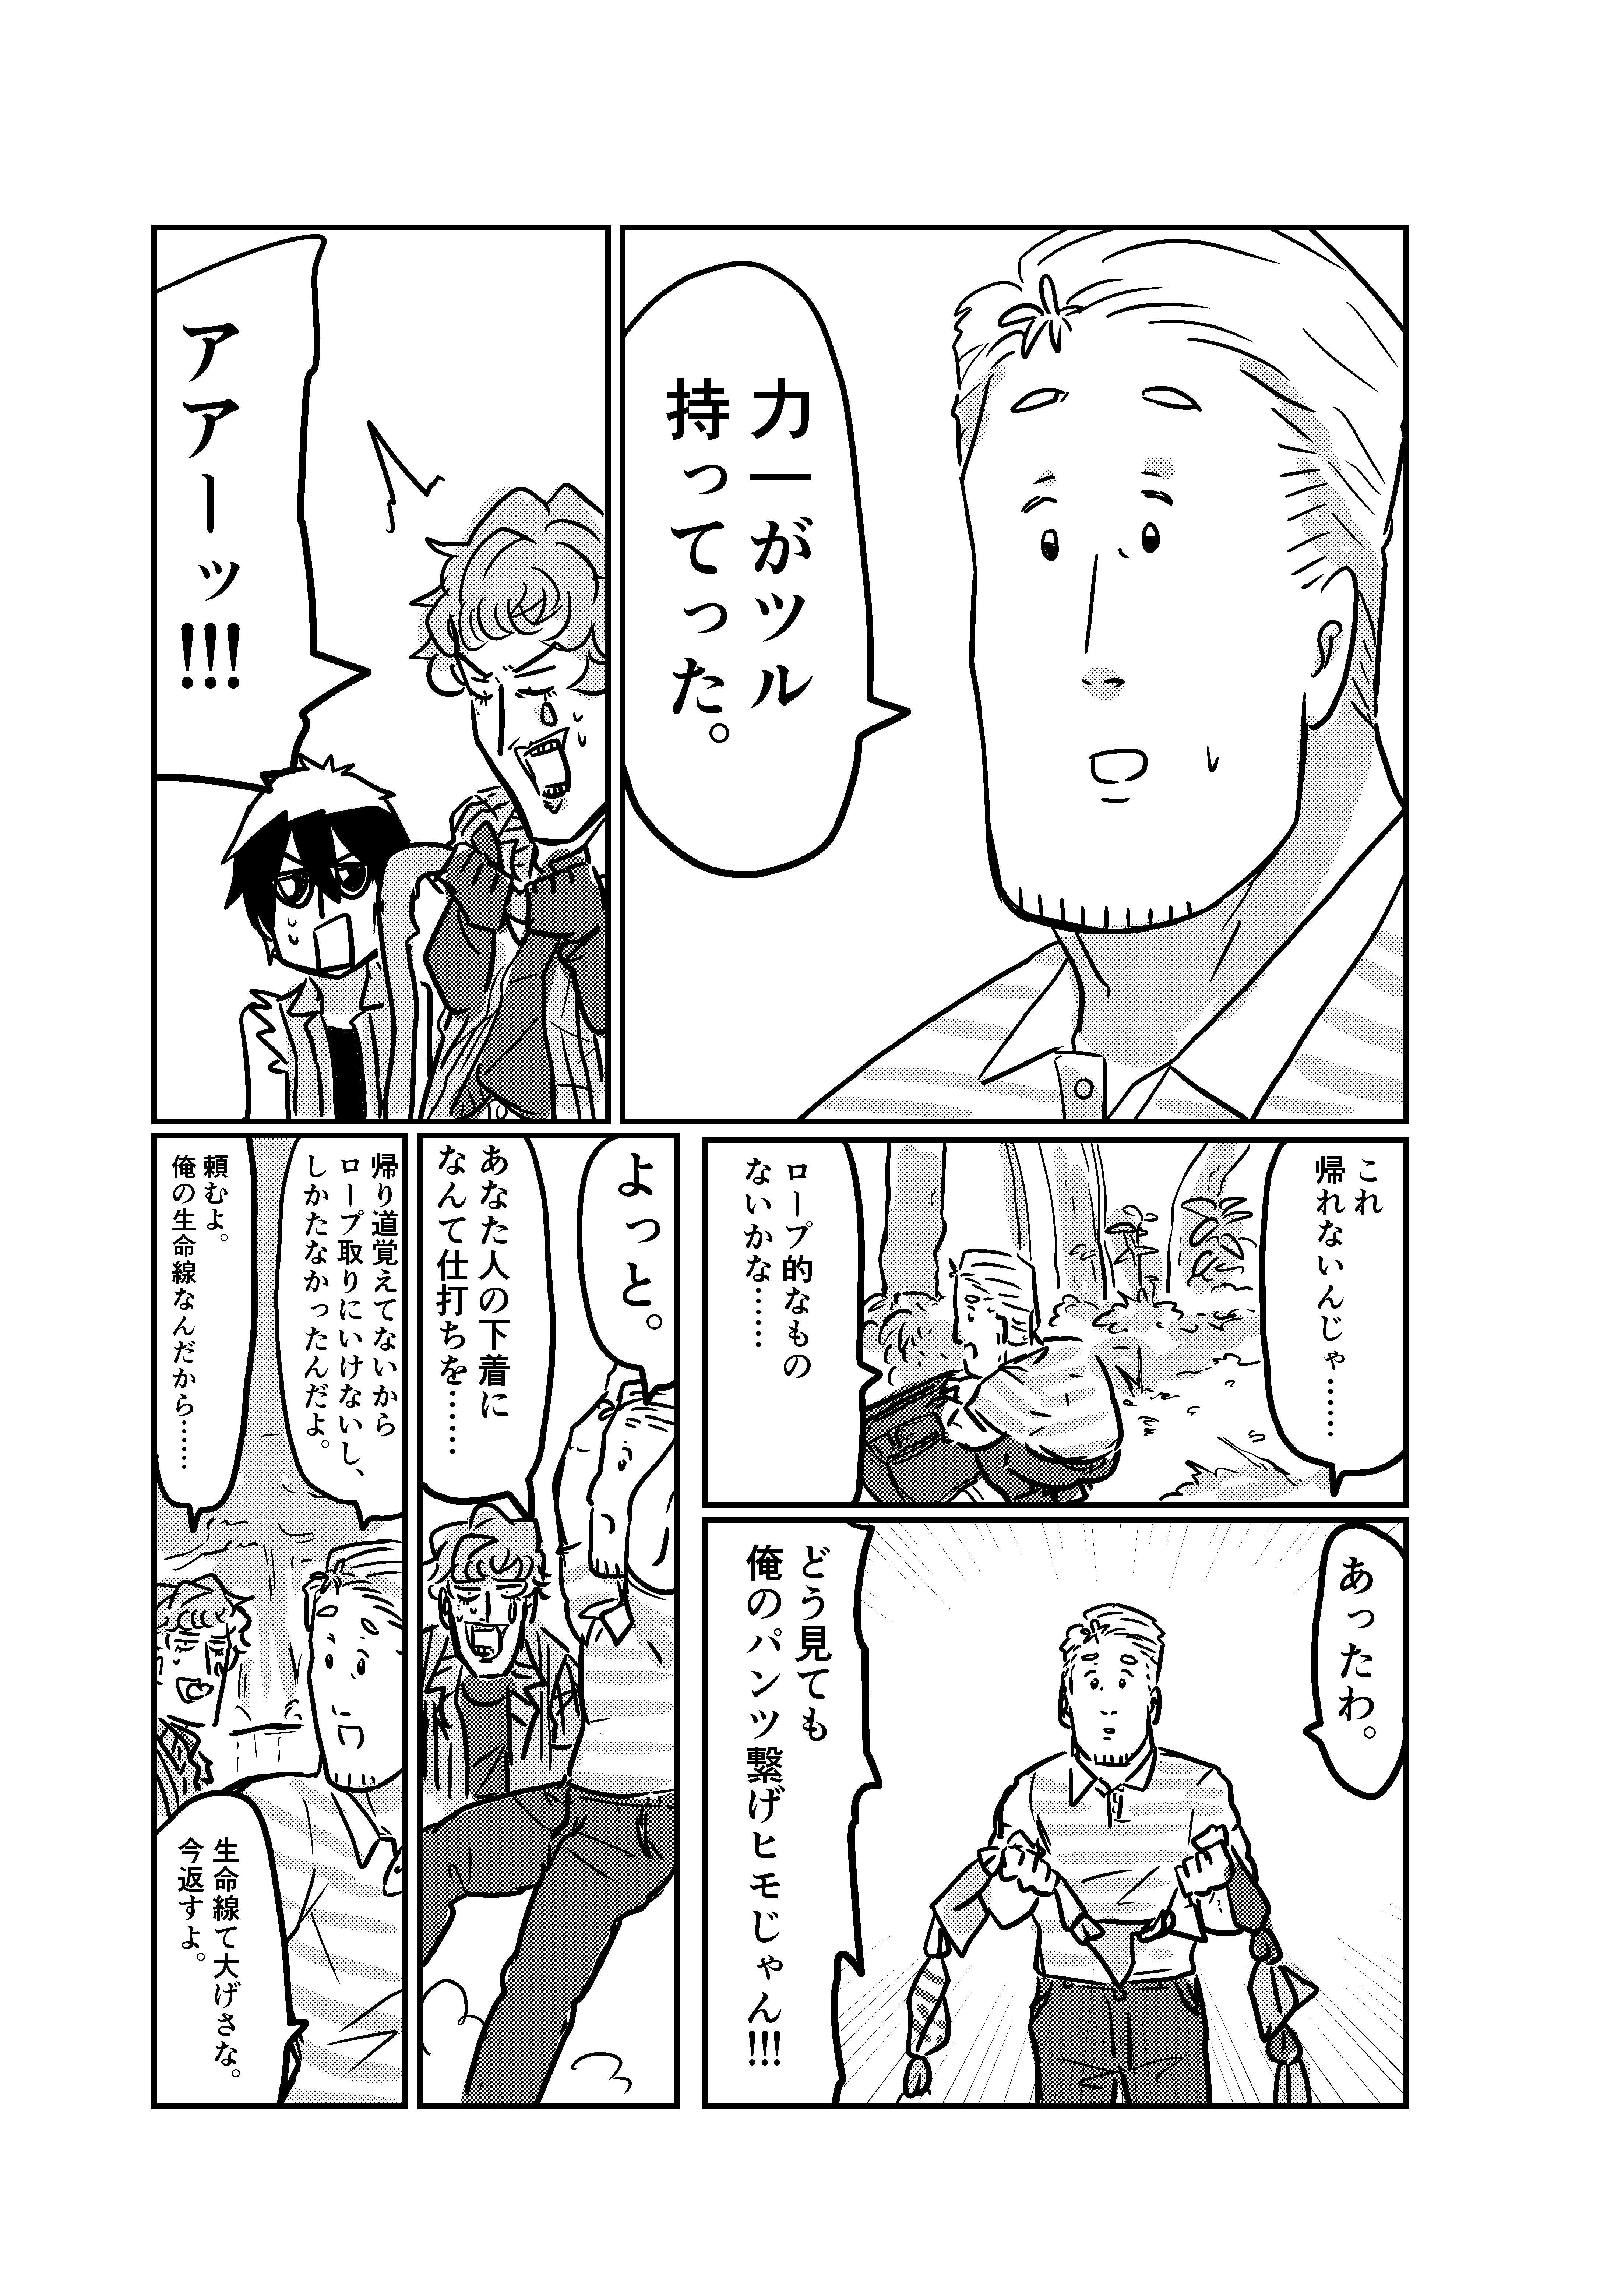 力一がツル
持ってった。
アアーッ!!!
これ
帰れないんじゃ……
ロープ的なもの
ないかな……
あったわ。
どう見ても
俺のパンツ繋げヒモじゃん!!!
よっと。
あなた人の下着に
なんて仕打ちを……
帰り道覚えてないから
ロープ取りにいけないし、
しかたなかったんだよ。
頼むよ。
俺の生命線なんだから……
生命線て大げさな。
今返すよ。